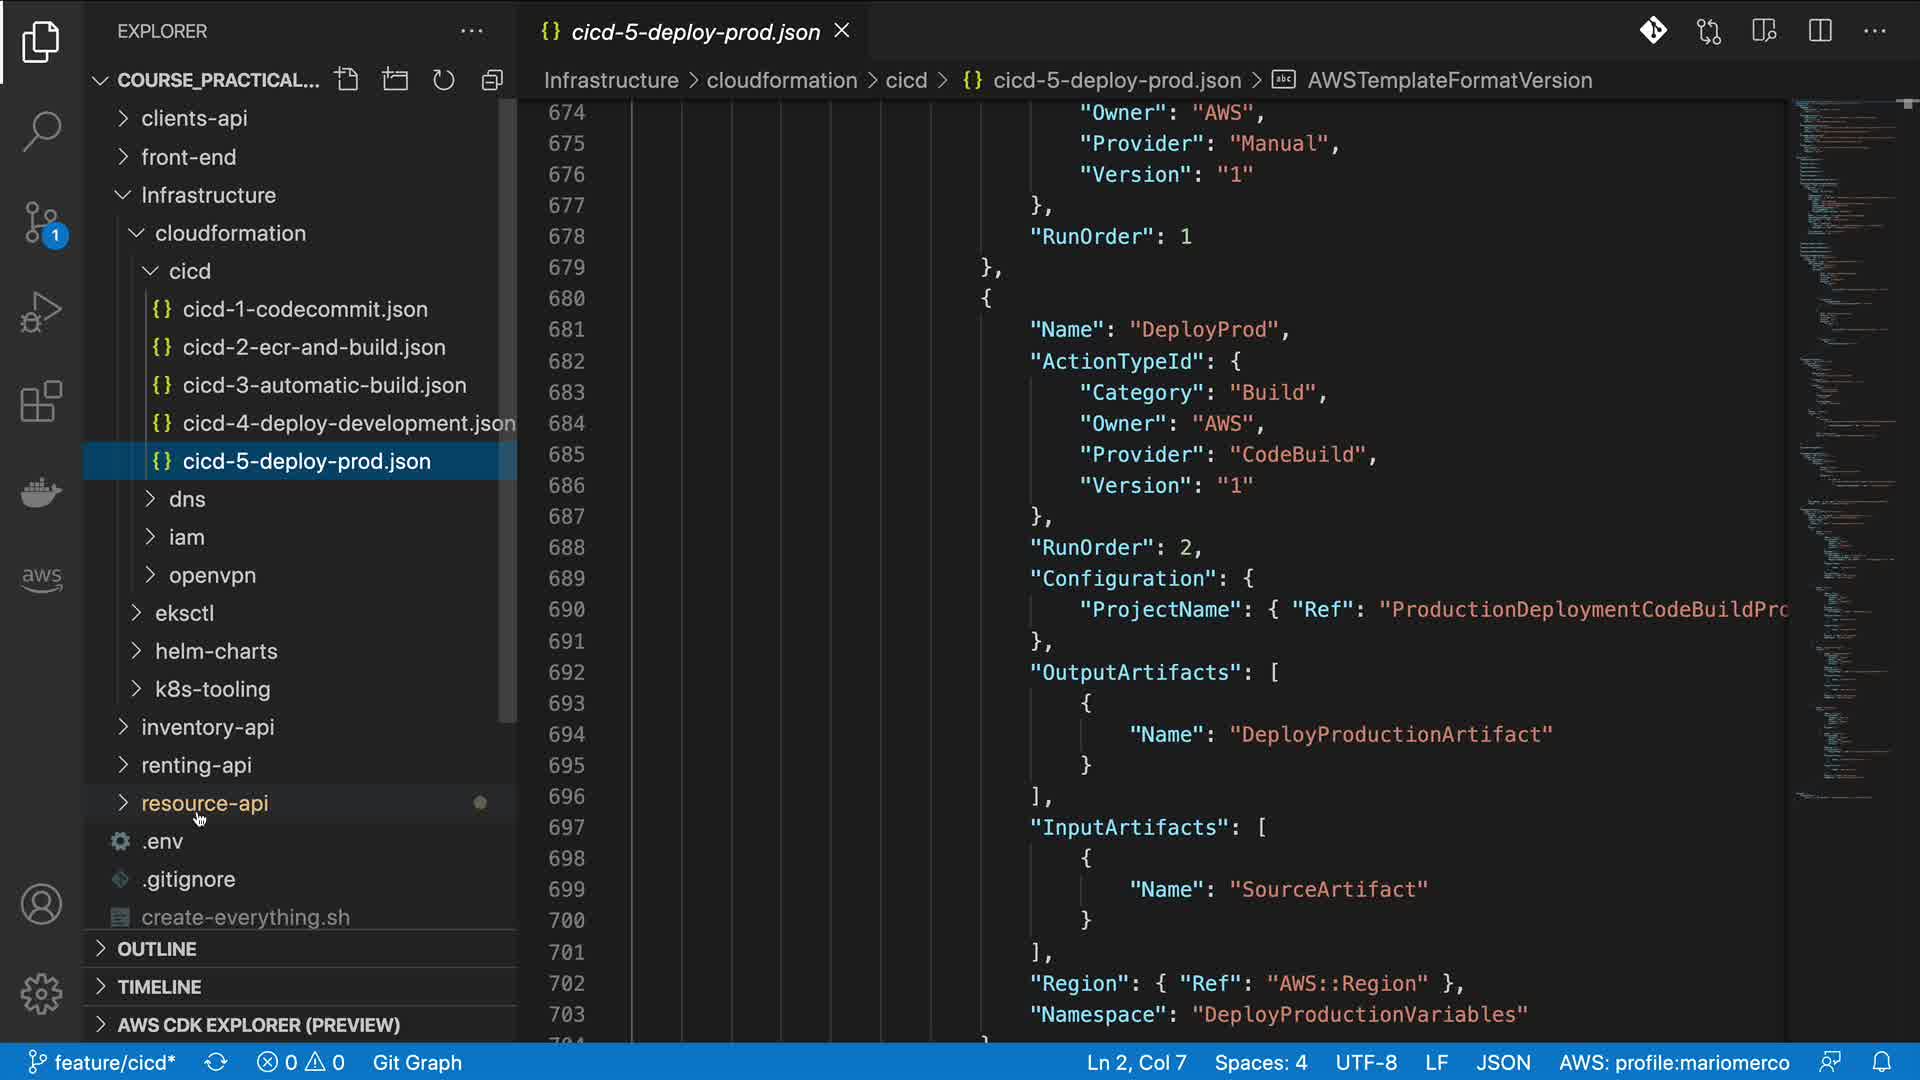 EXPLORER
COURSE_PRACTICAL...
clients-api
front-end
Infrastructure
cloudformation
cicd
cicd-1-codecommit.json
cicd-2-ecr-and-build.json
cicd-3-automatic-build.json
cicd-4-deploy-development.json
cicd-5-deploy-prod.json
dns
iam
openvpn
eksctl
helm-charts
k8s-tooling
inventory-api
renting-api
resource-api
.env
.gitignore
create-everything.sh
OUTLINE
TIMELINE
AWS CDK EXPLORER (PREVIEW)
1
aws
{} cicd-5-deploy-prod.json
Infrastructure > cloudformation > cicd > {} cicd-5-deploy-prod.json > abc AWSTemplateFormatVersion
674 "Owner": "AWS",
675 "Provider": "Manual",
676 "Version": "1"
677 },
678 "RunOrder": 1
679 },
680 {
681 "Name": "DeployProd",
682 "ActionTypeId": {
683 "Category": "Build",
684 "Owner": "AWS",
685 "Provider": "CodeBuild",
686 "Version": "1"
687 },
688 "RunOrder": 2,
689 "Configuration": {
690 "ProjectName": { "Ref": "ProductionDeploymentCodeBuildPro
691 },
692 "OutputArtifacts": [
693 {
694 "Name": "DeployProductionArtifact"
695 }
696 ],
697 "InputArtifacts": [
698 {
699 "Name": "SourceArtifact"
700 }
701 ],
702 "Region": { "Ref": "AWS::Region" },
703 "Namespace": "DeployProductionVariables"
704 }
feature/cicd* 0 0 Git Graph Ln 2, Col 7 Spaces: 4 UTF-8 LF JSON AWS: profile:mariomerco